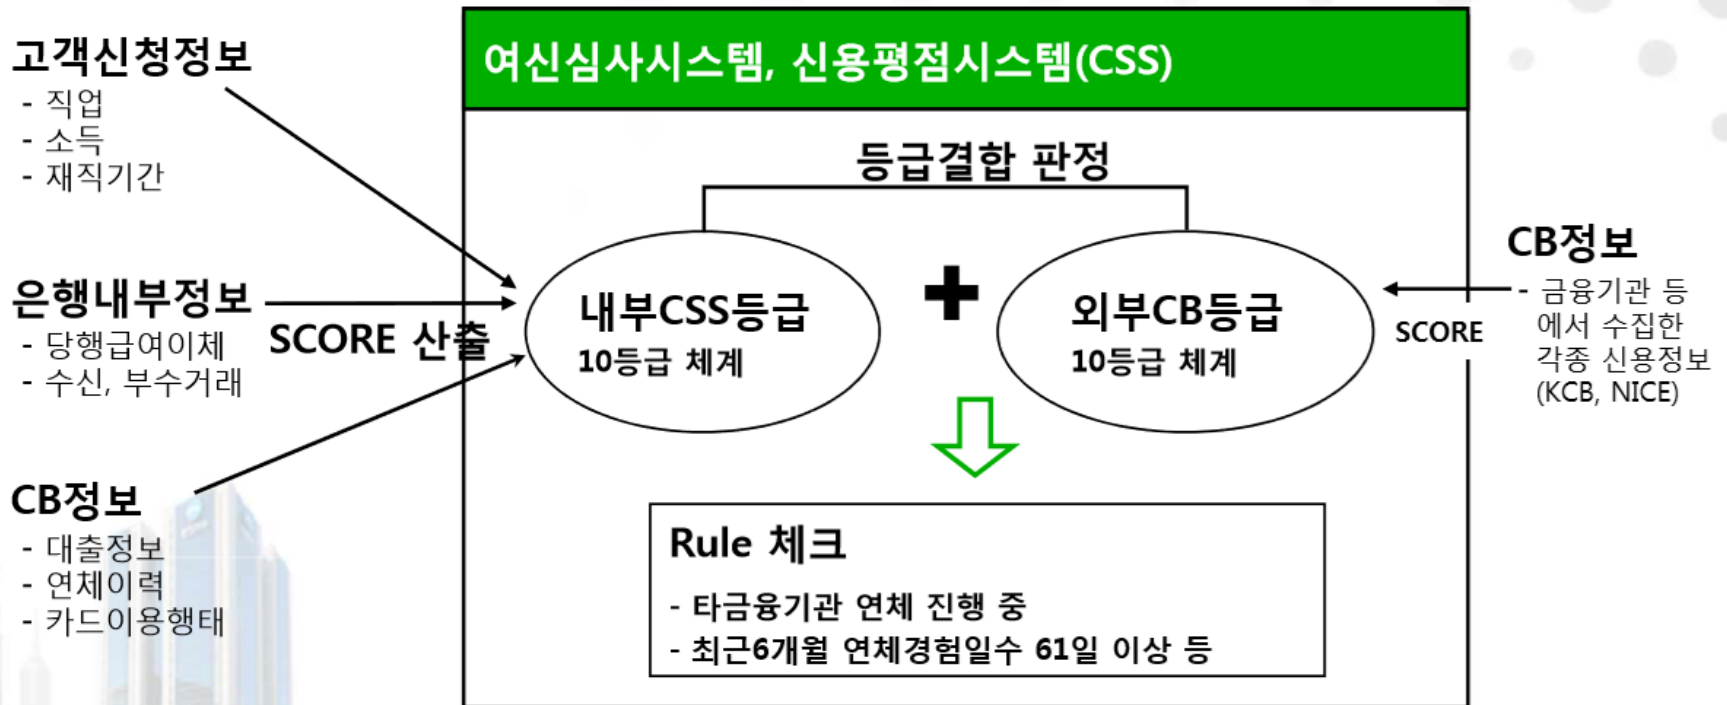 고객신청정보
- 직업
- 소득
- 재직기간
은행내부정보
- 당행급여이체
- 수신, 부수거래
CB정보
- 대출정보
- 연체이력
- 카드이용행태
SCORE 산출
여신심사시스템, 신용평점시스템(CSS)
등급결합 판정
내부CSS등급
10등급 체계
+
외부CB등급
10등급 체계
Rule 체크
- 타금융기관 연체 진행 중
- 최근6개월 연체경험일수 61일 이상 등
SCORE
CB정보
- 금융기관 등
에서 수집한
각종 신용정보
(KCB, NICE)